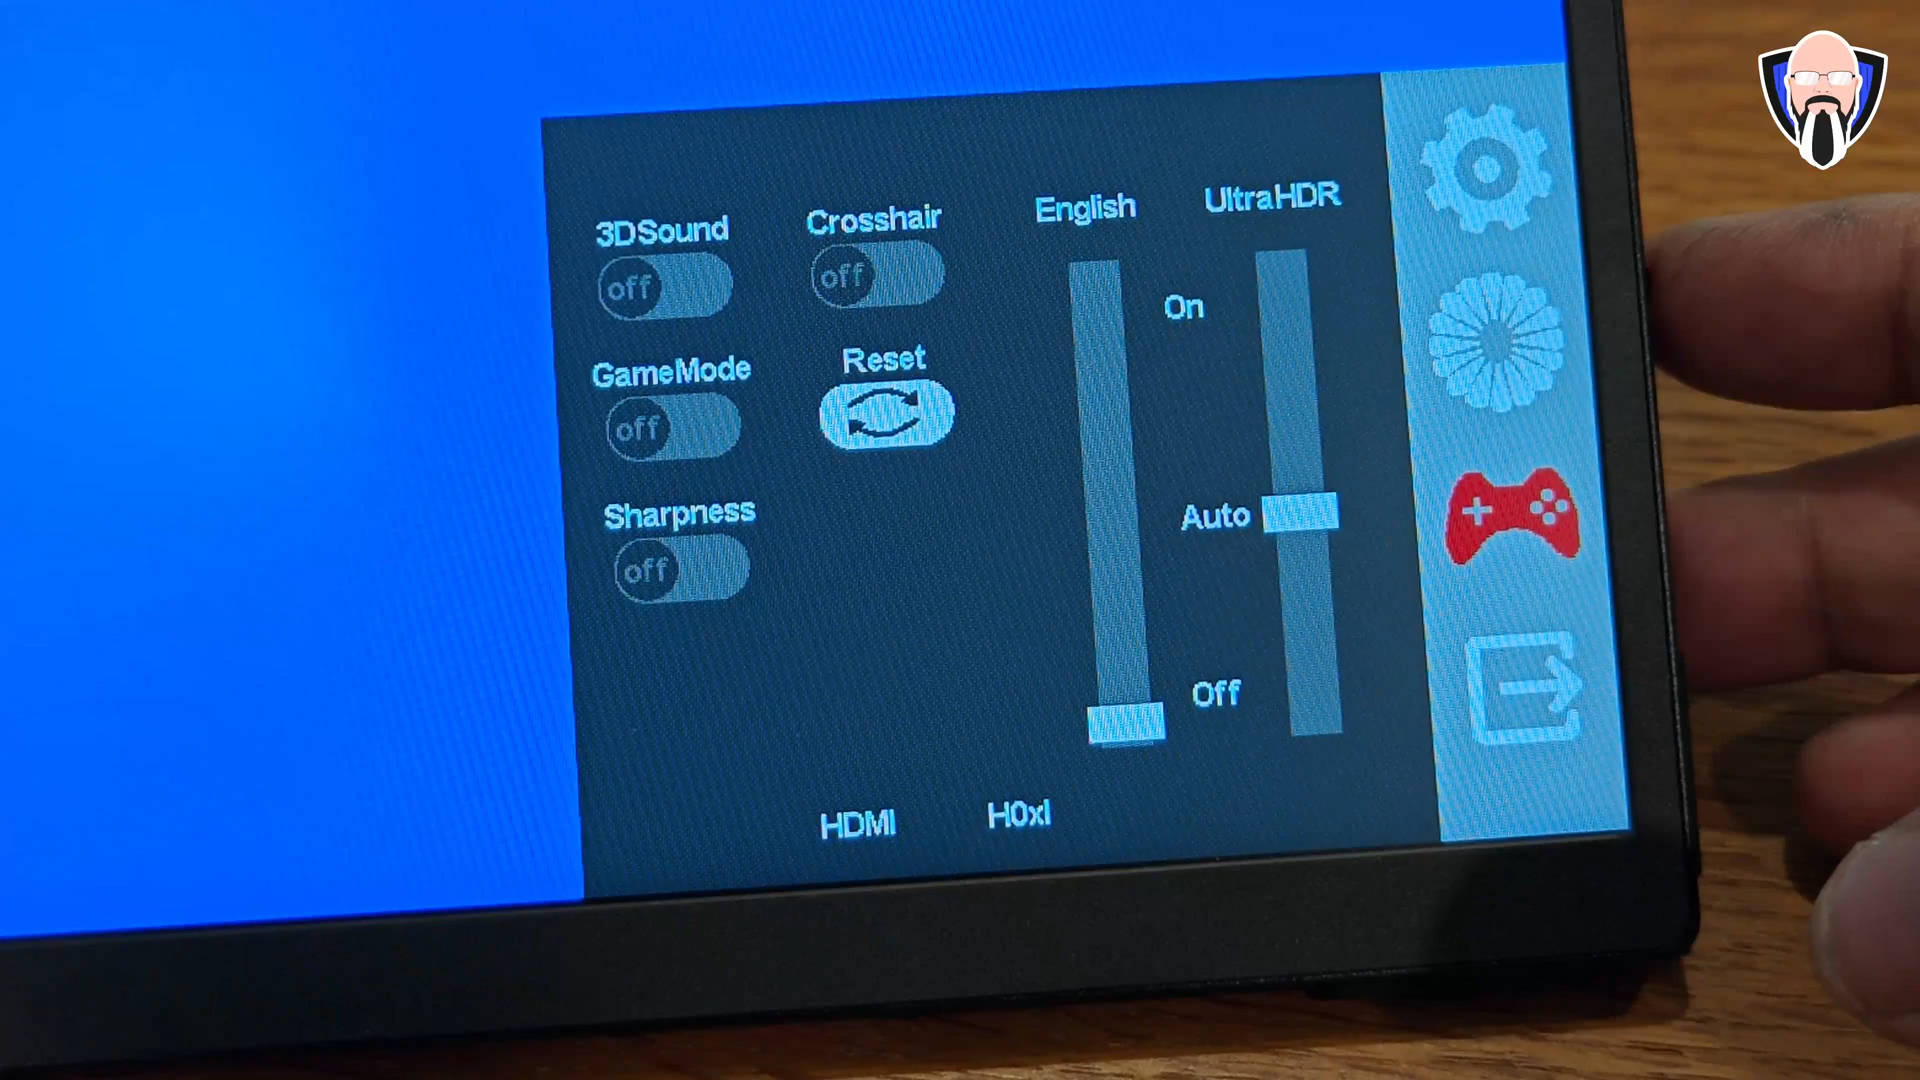 3DSound
Crosshair
English
UltraHDR
off
off
On
GameMode
Reset
off
Sharpness
Auto
off
Off
HDMI
H0xl